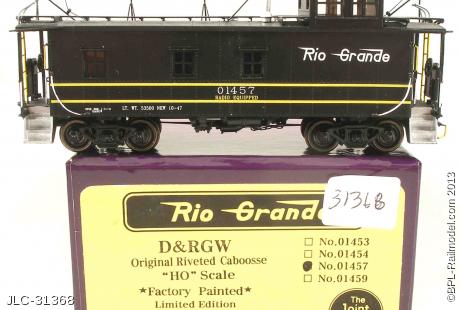 Rio Grande
01457
RADIO EQUIPPED
LT. WT. 53500 NEW 10-47
31368
Rio Grande
D&RGW
Original Riveted Caboosse
"HO" Scale
*Factory Painted*
Limited Edition
No.01453
No.01454
No.01457
No.01459
The
Joint
JLC-31368
©BPL-Railmodel.com 2013